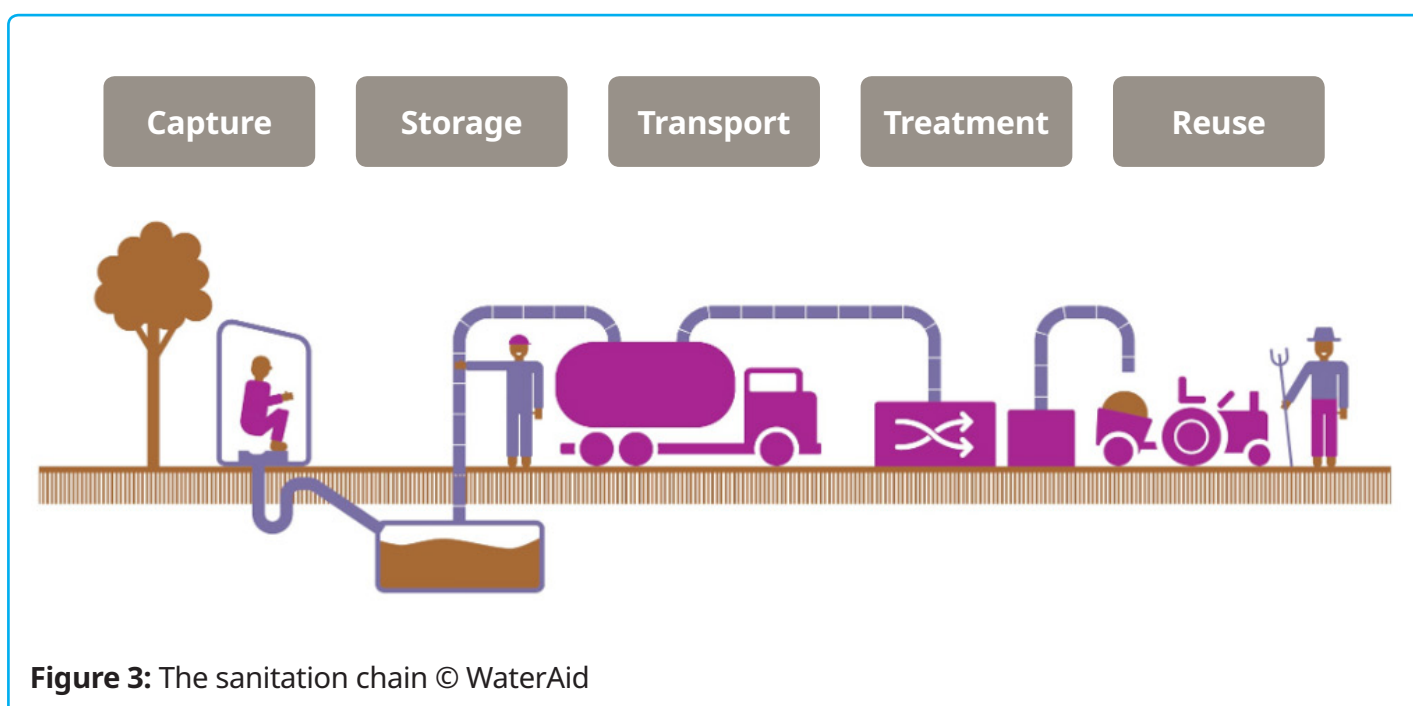 Capture
Storage
Transport
Treatment
Reuse
Figure 3: The sanitation chain © WaterAid